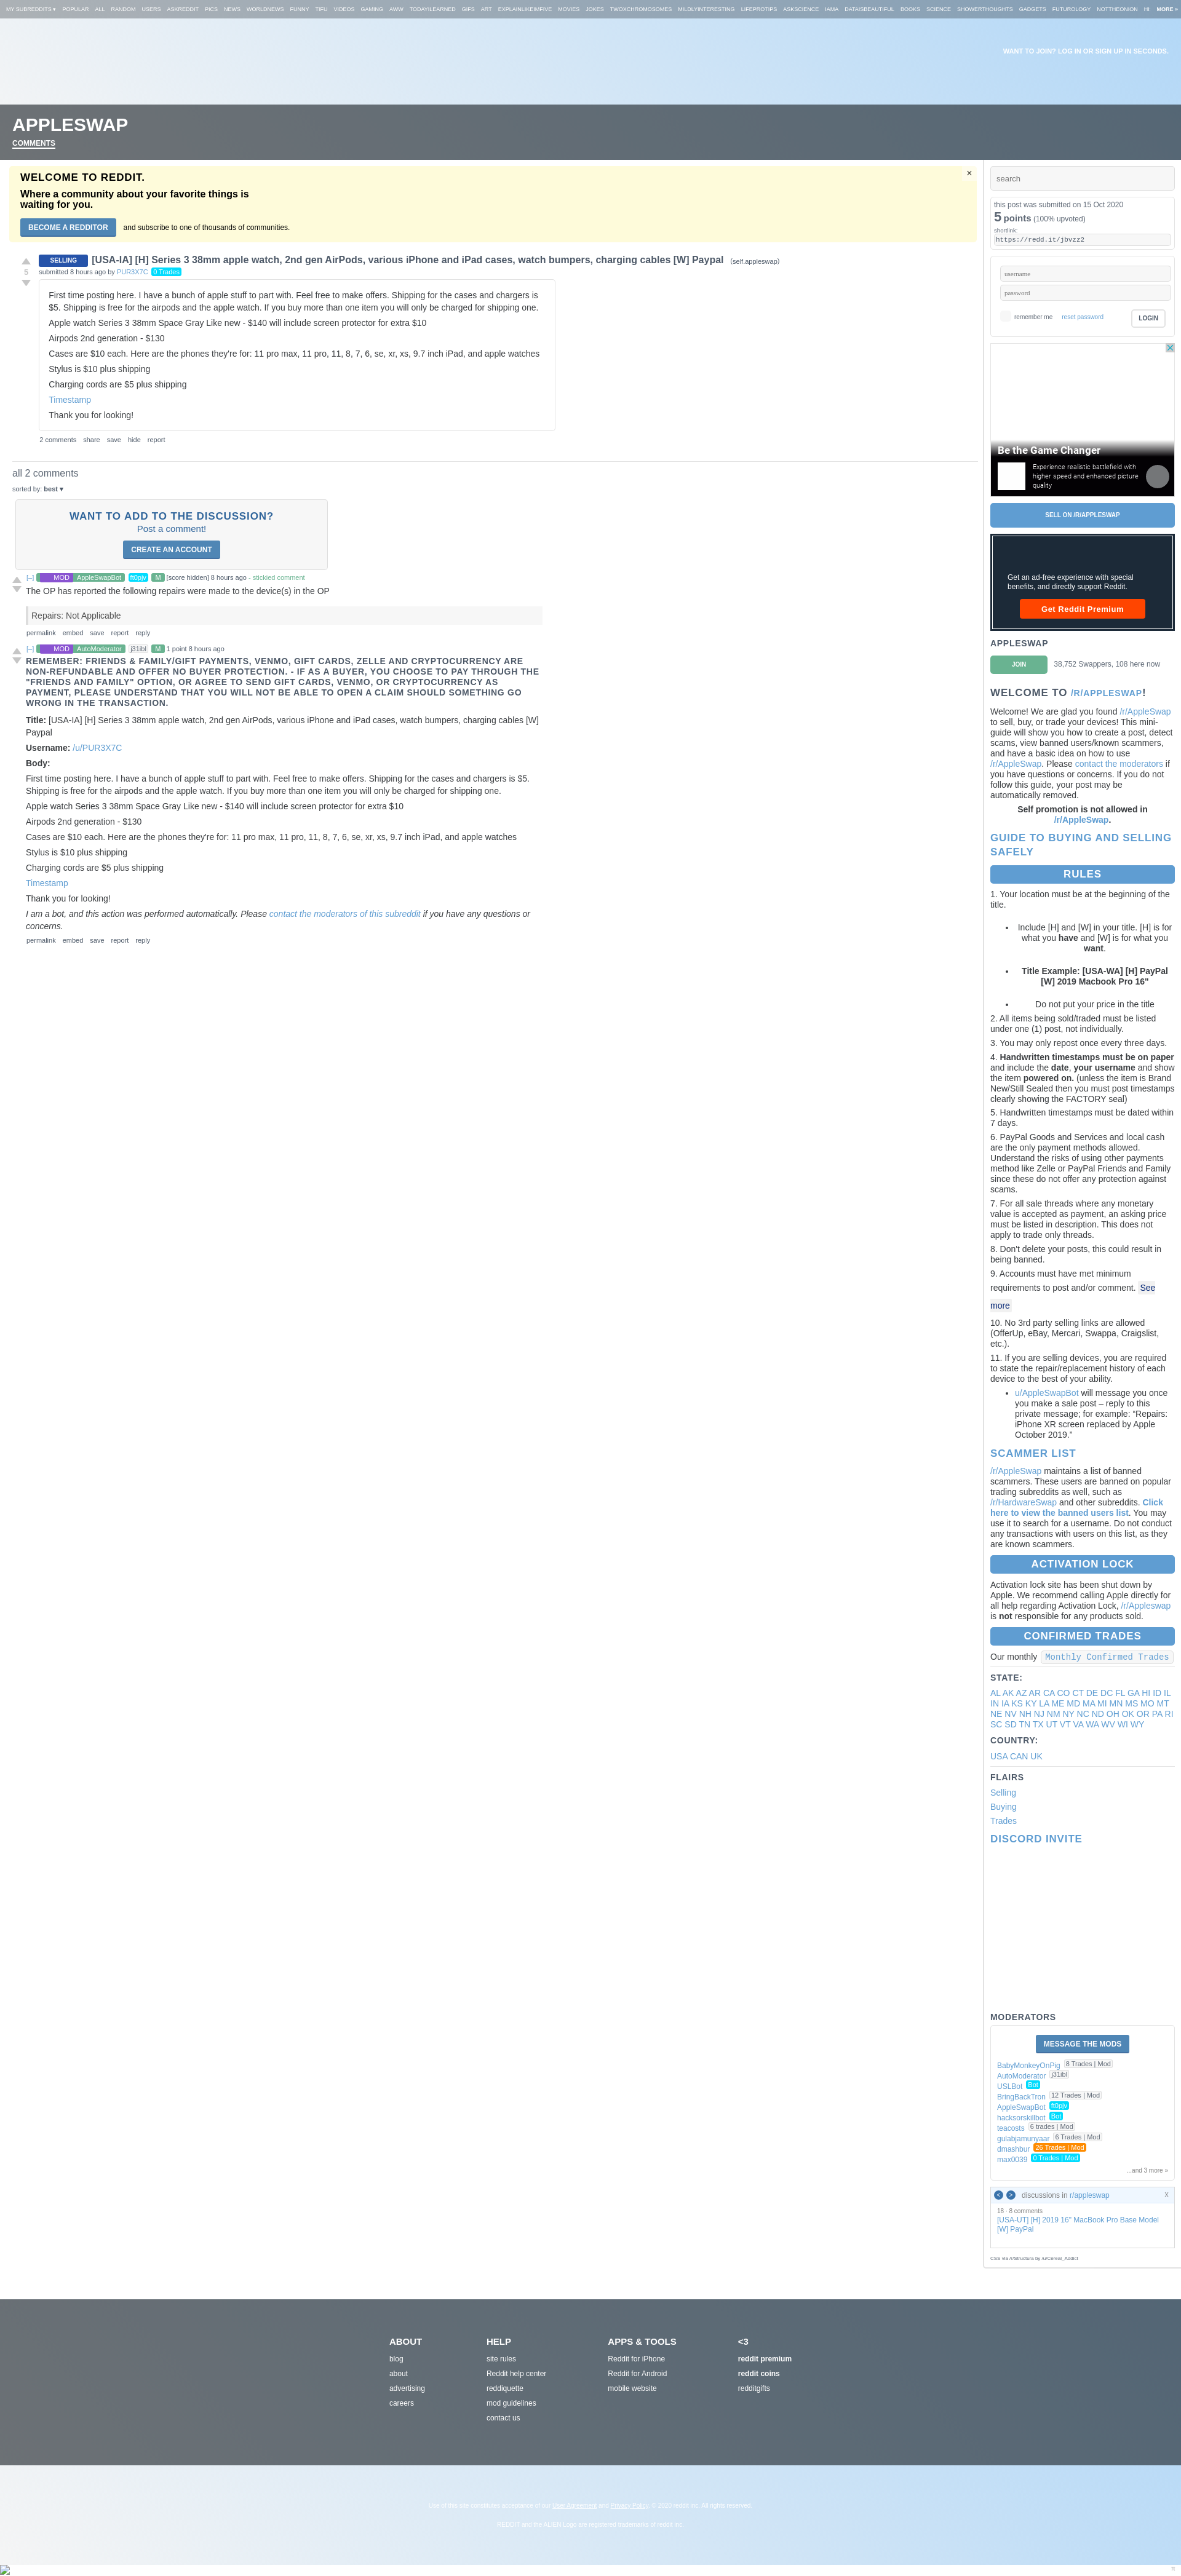 MY SUBREDDITS ▾ POPULAR ALL RANDOM USERS ASKREDDIT PICS NEWS WORLDNEWS FUNNY TIFU VIDEOS GAMING AWW TODAYILEARNED GIFS ART EXPLAINLIKEIMFIVE MOVIES JOKES TWOXCHROMOSOMES MILDLYINTERESTING LIFEPROTIPS ASKSCIENCE IAMA DATAISBEAUTIFUL BOOKS SCIENCE SHOWERTHOUGHTS GADGETS FUTUROLOGY NOTTHEONION HI MORE »
WANT TO JOIN? LOG IN OR SIGN UP IN SECONDS.
APPLESWAP
COMMENTS
WELCOME TO REDDIT.
Where a community about your favorite things is
waiting for you.
BECOME A REDDITOR and subscribe to one of thousands of communities.
×
5
SELLING [USA-IA] [H] Series 3 38mm apple watch, 2nd gen AirPods, various iPhone and iPad cases, watch bumpers, charging cables [W] Paypal (self.appleswap)
submitted 8 hours ago by PUR3X7C 0 Trades
First time posting here. I have a bunch of apple stuff to part with. Feel free to make offers. Shipping for the cases and chargers is
$5. Shipping is free for the airpods and the apple watch. If you buy more than one item you will only be charged for shipping one.
Apple watch Series 3 38mm Space Gray Like new - $140 will include screen protector for extra $10
Airpods 2nd generation - $130
Cases are $10 each. Here are the phones they're for: 11 pro max, 11 pro, 11, 8, 7, 6, se, xr, xs, 9.7 inch iPad, and apple watches
Stylus is $10 plus shipping
Charging cords are $5 plus shipping
Timestamp
Thank you for looking!
2 comments share save hide report
all 2 comments
sorted by: best ▾
WANT TO ADD TO THE DISCUSSION?
Post a comment!
CREATE AN ACCOUNT
[–] MOD AppleSwapBot ft0pjv M [score hidden] 8 hours ago - stickied comment
The OP has reported the following repairs were made to the device(s) in the OP
Repairs: Not Applicable
permalink embed save report reply
[–] MOD AutoModerator j31ibl M 1 point 8 hours ago
REMEMBER: FRIENDS & FAMILY/GIFT PAYMENTS, VENMO, GIFT CARDS, ZELLE AND CRYPTOCURRENCY ARE
NON-REFUNDABLE AND OFFER NO BUYER PROTECTION. - IF AS A BUYER, YOU CHOOSE TO PAY THROUGH THE
"FRIENDS AND FAMILY" OPTION, OR AGREE TO SEND GIFT CARDS, VENMO, OR CRYPTOCURRENCY AS
PAYMENT, PLEASE UNDERSTAND THAT YOU WILL NOT BE ABLE TO OPEN A CLAIM SHOULD SOMETHING GO
WRONG IN THE TRANSACTION.
Title: [USA-IA] [H] Series 3 38mm apple watch, 2nd gen AirPods, various iPhone and iPad cases, watch bumpers, charging cables [W]
Paypal
Username: /u/PUR3X7C
Body:
First time posting here. I have a bunch of apple stuff to part with. Feel free to make offers. Shipping for the cases and chargers is $5.
Shipping is free for the airpods and the apple watch. If you buy more than one item you will only be charged for shipping one.
Apple watch Series 3 38mm Space Gray Like new - $140 will include screen protector for extra $10
Airpods 2nd generation - $130
Cases are $10 each. Here are the phones they're for: 11 pro max, 11 pro, 11, 8, 7, 6, se, xr, xs, 9.7 inch iPad, and apple watches
Stylus is $10 plus shipping
Charging cords are $5 plus shipping
Timestamp
Thank you for looking!
I am a bot, and this action was performed automatically. Please contact the moderators of this subreddit if you have any questions or
concerns.
permalink embed save report reply
search
this post was submitted on 15 Oct 2020
5 points (100% upvoted)
shortlink:
https://redd.it/jbvzz2
username
password
remember me reset password LOGIN
Be the Game Changer
Experience realistic battlefield with
higher speed and enhanced picture
quality
SELL ON /R/APPLESWAP
Get an ad-free experience with special
benefits, and directly support Reddit.
Get Reddit Premium
APPLESWAP
JOIN 38,752 Swappers, 108 here now
WELCOME TO /R/APPLESWAP!
Welcome! We are glad you found /r/AppleSwap
to sell, buy, or trade your devices! This mini-
guide will show you how to create a post, detect
scams, view banned users/known scammers,
and have a basic idea on how to use
/r/AppleSwap. Please contact the moderators if
you have questions or concerns. If you do not
follow this guide, your post may be
automatically removed.
Self promotion is not allowed in
/r/AppleSwap.
GUIDE TO BUYING AND SELLING
SAFELY
RULES
1. Your location must be at the beginning of the
title.
• Include [H] and [W] in your title. [H] is for
what you have and [W] is for what you
want.
• Title Example: [USA-WA] [H] PayPal
[W] 2019 Macbook Pro 16"
• Do not put your price in the title
2. All items being sold/traded must be listed
under one (1) post, not individually.
3. You may only repost once every three days.
4. Handwritten timestamps must be on paper
and include the date, your username and show
the item powered on. (unless the item is Brand
New/Still Sealed then you must post timestamps
clearly showing the FACTORY seal)
5. Handwritten timestamps must be dated within
7 days.
6. PayPal Goods and Services and local cash
are the only payment methods allowed.
Understand the risks of using other payments
method like Zelle or PayPal Friends and Family
since these do not offer any protection against
scams.
7. For all sale threads where any monetary
value is accepted as payment, an asking price
must be listed in description. This does not
apply to trade only threads.
8. Don't delete your posts, this could result in
being banned.
9. Accounts must have met minimum
requirements to post and/or comment. See
more
10. No 3rd party selling links are allowed
(OfferUp, eBay, Mercari, Swappa, Craigslist,
etc.).
11. If you are selling devices, you are required
to state the repair/replacement history of each
device to the best of your ability.
• u/AppleSwapBot will message you once
you make a sale post – reply to this
private message; for example: “Repairs:
iPhone XR screen replaced by Apple
October 2019.”
SCAMMER LIST
/r/AppleSwap maintains a list of banned
scammers. These users are banned on popular
trading subreddits as well, such as
/r/HardwareSwap and other subreddits. Click
here to view the banned users list. You may
use it to search for a username. Do not conduct
any transactions with users on this list, as they
are known scammers.
ACTIVATION LOCK
Activation lock site has been shut down by
Apple. We recommend calling Apple directly for
all help regarding Activation Lock, /r/Appleswap
is not responsible for any products sold.
CONFIRMED TRADES
Our monthly Monthly Confirmed Trades
STATE:
AL AK AZ AR CA CO CT DE DC FL GA HI ID IL
IN IA KS KY LA ME MD MA MI MN MS MO MT
NE NV NH NJ NM NY NC ND OH OK OR PA RI
SC SD TN TX UT VT VA WA WV WI WY
COUNTRY:
USA CAN UK
FLAIRS
Selling
Buying
Trades
DISCORD INVITE
MODERATORS
MESSAGE THE MODS
BabyMonkeyOnPig 8 Trades | Mod
AutoModerator j31ibl
USLBot Bot
BringBackTron 12 Trades | Mod
AppleSwapBot ft0pjv
hacksorskillbot Bot
teacosts 6 trades | Mod
gulabjamunyaar 6 Trades | Mod
dmashbur 26 Trades | Mod
max0039 0 Trades | Mod
...and 3 more »
< > discussions in r/appleswap X
18 · 8 comments
[USA-UT] [H] 2019 16” MacBook Pro Base Model
[W] PayPal
CSS via /r/Structura by /u/Cereal_Addict
ABOUT
blog
about
advertising
careers
HELP
site rules
Reddit help center
reddiquette
mod guidelines
contact us
APPS & TOOLS
Reddit for iPhone
Reddit for Android
mobile website
<3
reddit premium
reddit coins
redditgifts
Use of this site constitutes acceptance of our User Agreement and Privacy Policy. © 2020 reddit inc. All rights reserved.
REDDIT and the ALIEN Logo are registered trademarks of reddit inc.
π